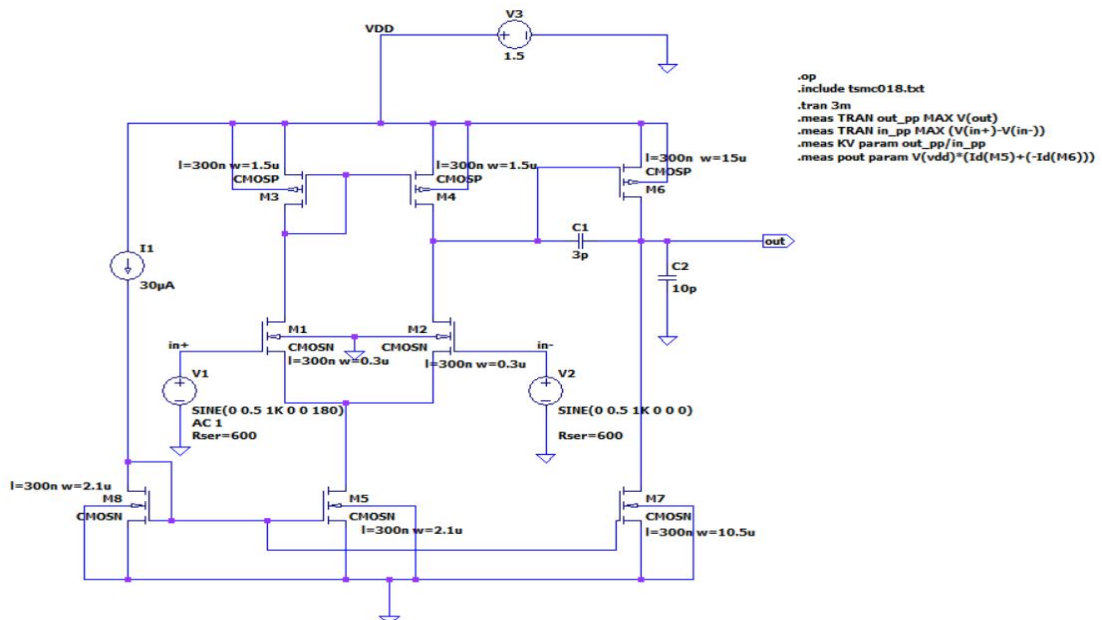 V3
VDD
1.5
.op
.include tsmc018.txt
.tran 3m
.meas TRAN out_pp MAX V(out)
.meas TRAN in_pp MAX (V(in+)-V(in-))
.meas KV param out_pp/in_pp
.meas pout param V(vdd)*(Id(M5)+(-Id(M6)))
l=300n w=1.5u
CMOSP
M3
l=300n w=1.5u
CMOSP
M4
l=300n w=15u
CMOSP
M6
I1
30µA
C1
3p
out
C2
10p
in+
M1
CMOSN
l=300n w=0.3u
M2
CMOSN
l=300n w=0.3u
in-
V1
SINE(0 0.5 1K 0 0 180)
AC 1
Rser=600
V2
SINE(0 0.5 1K 0 0 0)
Rser=600
l=300n w=2.1u
M8
CMOSN
M5
CMOSN
l=300n w=2.1u
M7
CMOSN
l=300n w=10.5u